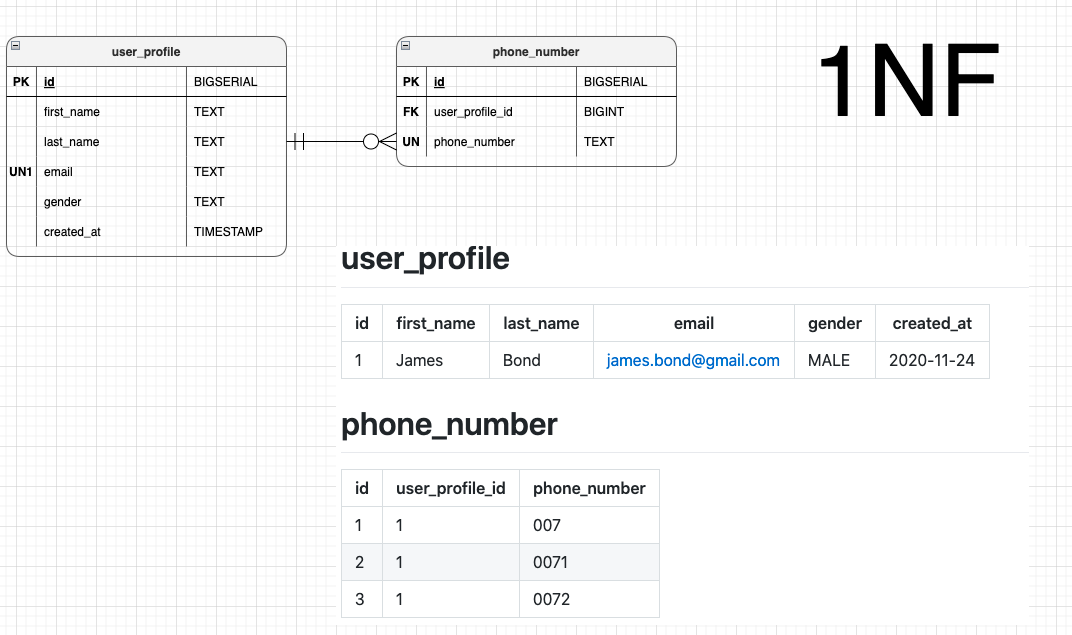 user_profile
PK id BIGSERIAL
first_name TEXT
last_name TEXT
UN1 email TEXT
gender TEXT
created_at TIMESTAMP
phone_number
PK id BIGSERIAL
FK user_profile_id BIGINT
UN phone_number TEXT
1NF
user_profile
id first_name last_name email gender created_at
1 James Bond james.bond@gmail.com MALE 2020-11-24
phone_number
id user_profile_id phone_number
1 1 007
2 1 0071
3 1 0072